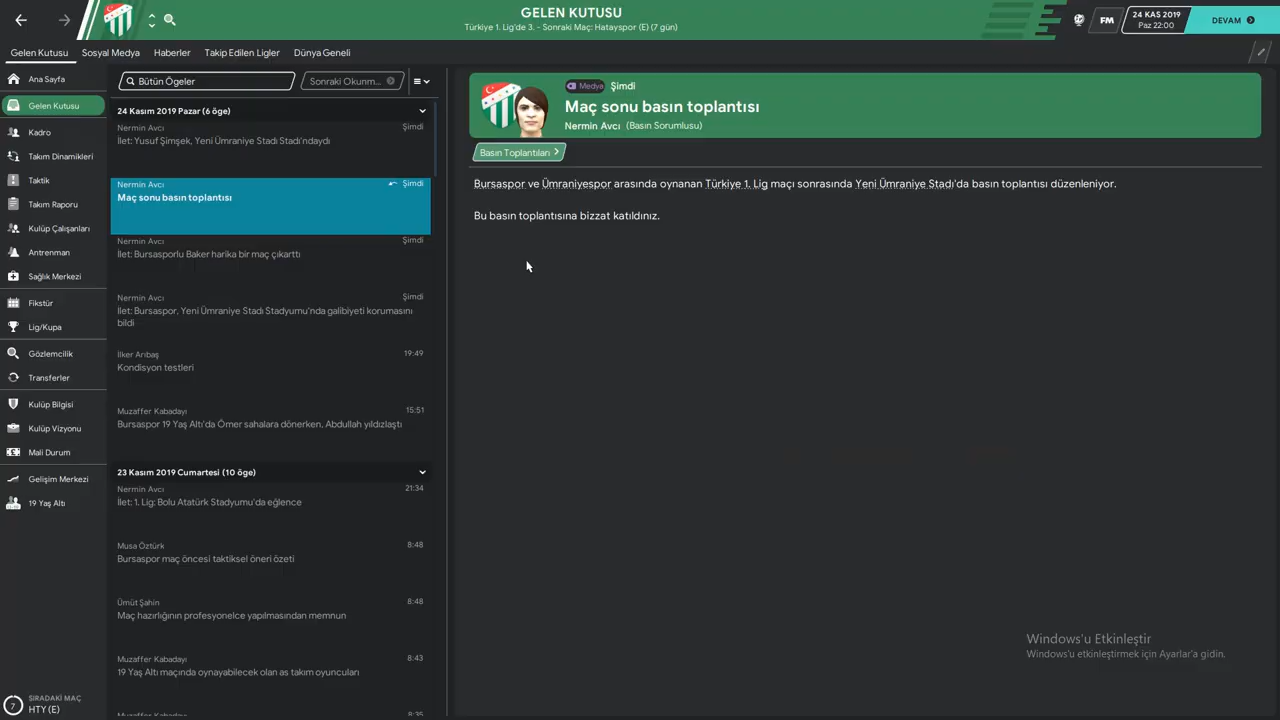 GELEN KUTUSU
Türkiye 1. Lig'de 3. - Sonraki Maç: Hatayspor (E) (7 gün)
FM
24 KAS 2019
Paz 22:00
DEVAM
Gelen Kutusu
Sosyal Medya
Haberler
Takip Edilen Ligler
Dünya Geneli
Ana Sayfa
Gelen Kutusu
Kadro
Takım Dinamikleri
Taktik
Takım Raporu
Kulüp Çalışanları
Antrenman
Sağlık Merkezi
Fikstür
Lig/Kupa
Gözlemcilik
Transferler
Kulüp Bilgisi
Kulüp Vizyonu
Mali Durum
Gelişim Merkezi
19 Yaş Altı
7
SIRADAKİ MAÇ
HTY (E)
Bütün Ögeler
Sonraki Okunm...
24 Kasım 2019 Pazar (6 öge)
Nermin Avcı
Şimdi
İlet: Yusuf Şimşek, Yeni Ümraniye Stadı Stadı'ndaydı
Nermin Avcı
Şimdi
Maç sonu basın toplantısı
Nermin Avcı
Şimdi
İlet: Bursasporlu Baker harika bir maç çıkarttı
Nermin Avcı
Şimdi
İlet: Bursaspor, Yeni Ümraniye Stadı Stadyumu'nda galibiyeti korumasını
bildi
İlker Arıbaş
19:49
Kondisyon testleri
Muzaffer Kabadayı
15:51
Bursaspor 19 Yaş Altı'da Ömer sahalara dönerken, Abdullah yıldızlaştı
23 Kasım 2019 Cumartesi (10 öge)
Nermin Avcı
21:34
İlet: 1. Lig: Bolu Atatürk Stadyumu'da eğlence
Musa Öztürk
8:48
Bursaspor maç öncesi taktiksel öneri özeti
Ümüt Şahin
8:48
Maç hazırlığının profesyonelce yapılmasından memnun
Muzaffer Kabadayı
8:43
19 Yaş Altı maçında oynayabilecek olan as takım oyuncuları
Muzaffer Kabadayı
8:35
Medya
Şimdi
Maç sonu basın toplantısı
Nermin Avcı (Basın Sorumlusu)
Basın Toplantıları
Bursaspor ve Ümraniyespor arasında oynanan Türkiye 1. Lig maçı sonrasında Yeni Ümraniye Stadı'da basın toplantısı düzenleniyor.
Bu basın toplantısına bizzat katıldınız.
Windows'u Etkinleştir
Windows'u etkinleştirmek için Ayarlar'a gidin.